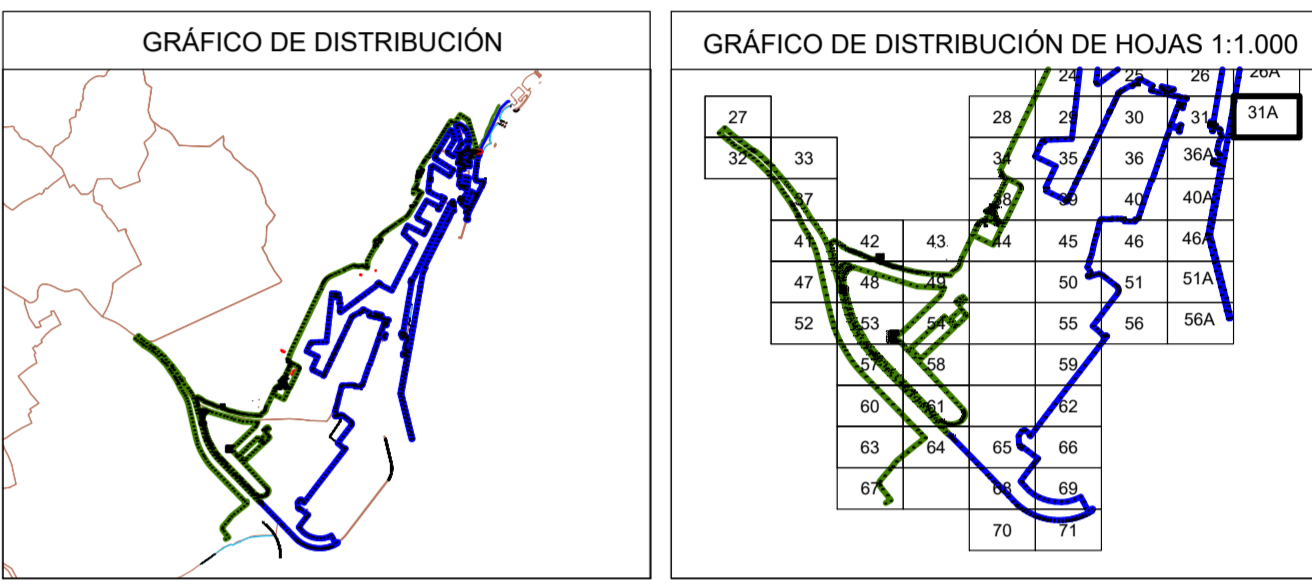 GRÁFICO DE DISTRIBUCIÓN
GRÁFICO DE DISTRIBUCIÓN DE HOJAS 1:1.000
24 25 26 26A
27 28 29 30 31 31A
32 33 34 35 36 36A
37 38 39 40 40A
41 42 43 44 45 46 46A
47 48 49 50 51 51A
52 53 54 55 56 56A
57 58 59
60 61 62
63 64 65 66
67 68 69
70 71